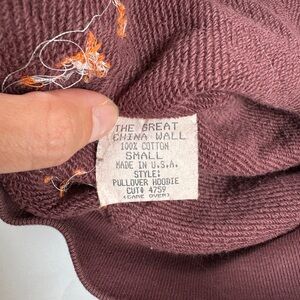 THE GREAT
CHINA WALL
100% COTTON
SMALL
MADE IN U.S.A.
STYLE:
PULLOVER HOODIE
CUT# 4759
(CARE OVER)